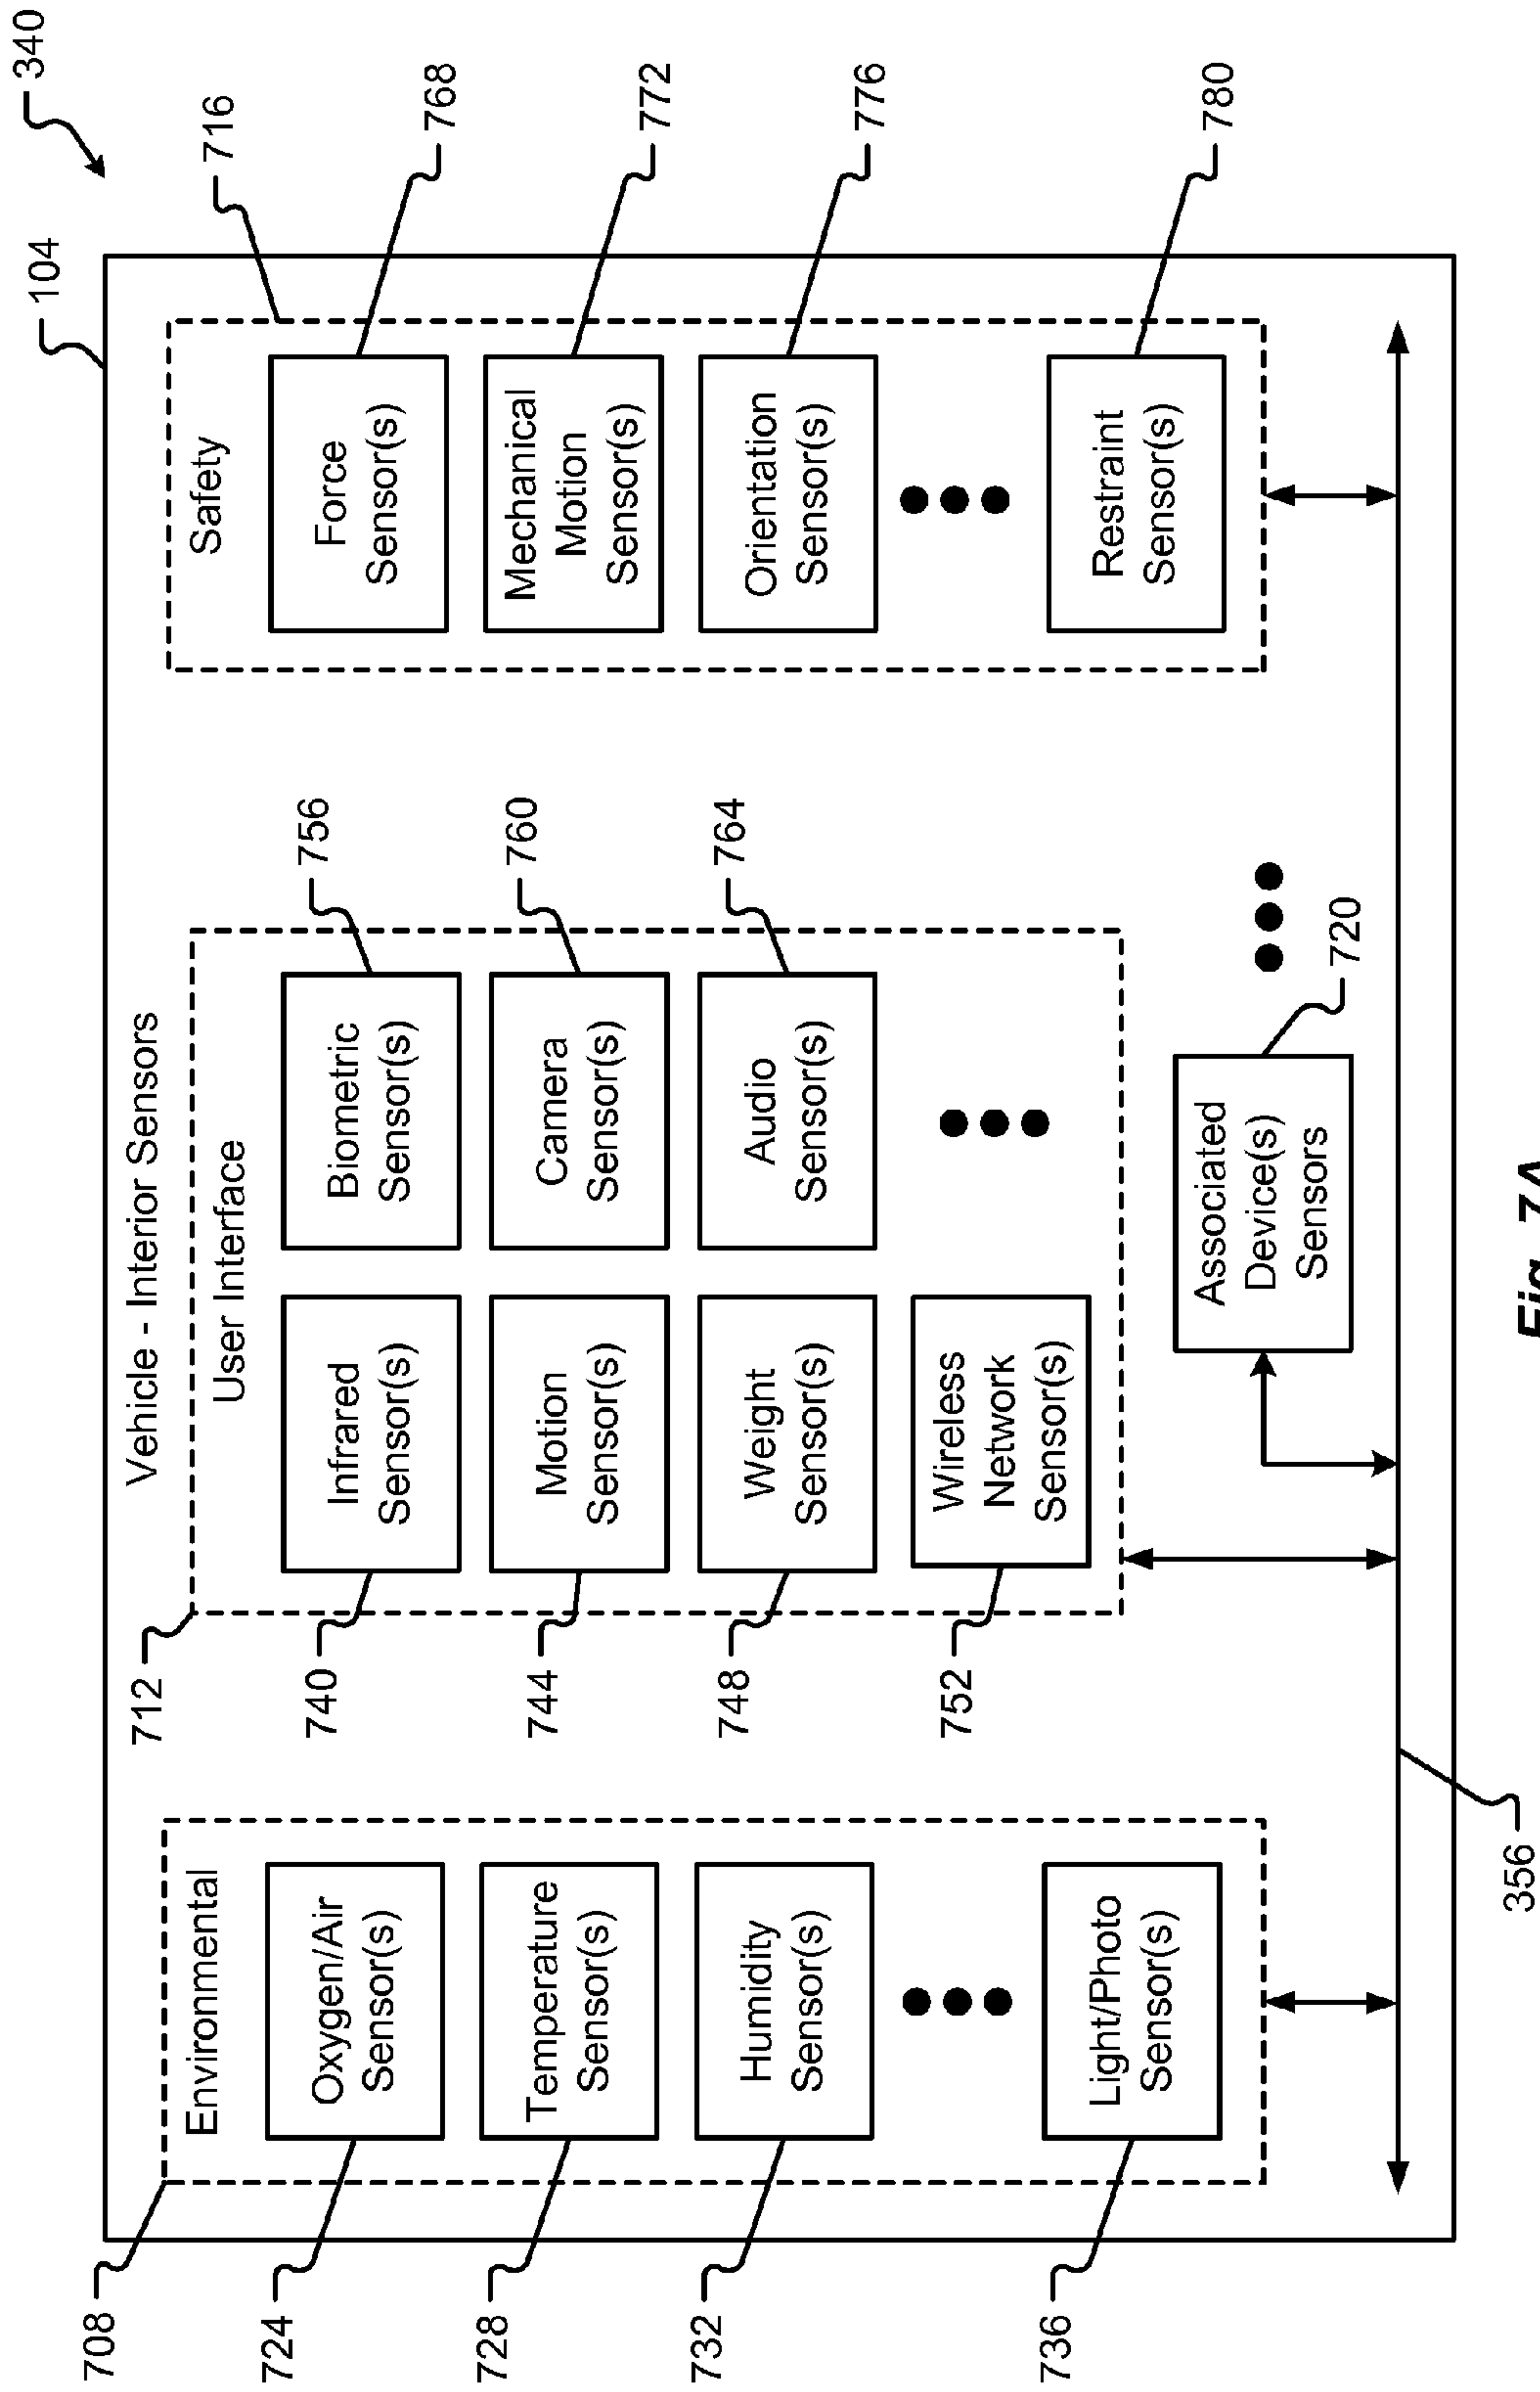 340
104
716
Vehicle - Interior Sensors
712
User Interface
708
Environmental
Safety
724
Oxygen/Air
Sensor(s)
740
Infrared
Sensor(s)
Biometric
Sensor(s)
756
Force
Sensor(s)
768
728
Temperature
Sensor(s)
744
Motion
Sensor(s)
Camera
Sensor(s)
760
Mechanical
Motion
Sensor(s)
772
732
Humidity
Sensor(s)
748
Weight
Sensor(s)
Audio
Sensor(s)
764
Orientation
Sensor(s)
776
752
Wireless
Network
Sensor(s)
736
Light/Photo
Sensor(s)
Restraint
Sensor(s)
780
Associated
Device(s)
Sensors
720
356
Fig. 7A